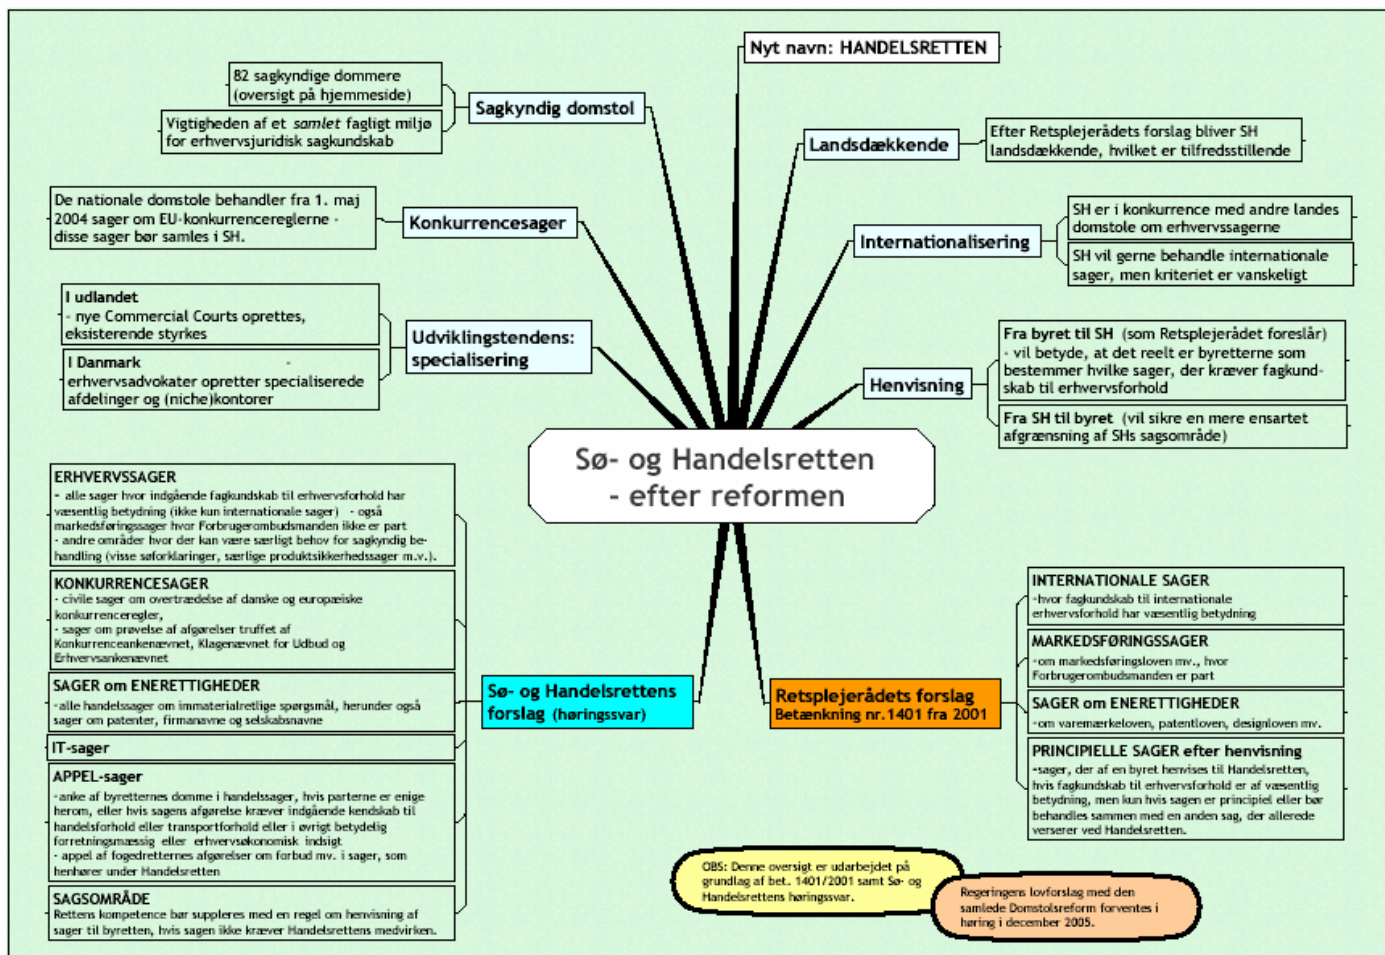 Nyt navn: HANDELSRETTEN
82 sagkyndige dommere
(oversigt på hjemmeside)
Vigtigheden af et samlet fagligt miljø
for erhvervsjuridisk sagkundskab
Sagkyndig domstol
Landsdækkende
Efter Retsplejerådets forslag bliver SH
landsdækkende, hvilket er tilfredsstillende
De nationale domstole behandler fra 1. maj
2004 sager om EU-konkurrencereglerne -
disse sager bør samles i SH.
Konkurrencesager
Internationalisering
SH er i konkurrence med andre landes
domstole om erhvervssagerne
SH vil gerne behandle internationale
sager, men kriteriet er vanskeligt
I udlandet
- nye Commercial Courts oprettes,
eksisterende styrkes
I Danmark -
erhvervsadvokater opretter specialiserede
afdelinger og (niche)kontorer
Udviklingstendens:
specialisering
Henvisning
Fra byret til SH (som Retsplejerådet foreslår)
- vil betyde, at det reelt er byretterne som
bestemmer hvilke sager, der kræver fagkund-
skab til erhvervsforhold
Fra SH til byret (vil sikre en mere ensartet
afgrænsning af SHs sagsområde)
Sø- og Handelsretten
- efter reformen
ERHVERVSSAGER
- alle sager hvor indgående fagkundskab til erhvervsforhold har
væsentlig betydning (ikke kun internationale sager) - også
markedsføringssager hvor Forbrugerombudsmanden ikke er part
- andre områder hvor der kan være særligt behov for sagkyndig be-
handling (visse søforklaringer, særlige produktsikkerhedssager m.v.).
KONKURRENCESAGER
- civile sager om overtrædelse af danske og europæiske
konkurrenceregler,
- sager om prøvelse af afgørelser truffet af
Konkurrenceankenævnet, Klagenævnet for Udbud og
Erhvervsankenævnet
SAGER om ENERETTIGHEDER
-alle handelssager om immaterialretlige spørgsmål, herunder også
sager om patenter, firmanavne og selskabsnavne
IT-sager
APPEL-sager
-anke af byretternes domme i handelssager, hvis parterne er enige
herom, eller hvis sagens afgørelse kræver indgående kendskab til
handelsforhold eller transportforhold eller i øvrigt betydelig
forretningsmæssig eller erhvervsøkonomisk indsigt
- appel af fogedretternes afgørelser om forbud mv. i sager, som
henhører under Handelsretten
SAGSOMRÅDE
Rettens kompetence bør suppleres med en regel om henvisning af
sager til byretten, hvis sagen ikke kræver Handelsrettens medvirken.
Sø- og Handelsrettens
forslag (høringssvar)
Retsplejerådets forslag
Betænkning nr.1401 fra 2001
INTERNATIONALE SAGER
-hvor fagkundskab til internationale
erhvervsforhold har væsentlig betydning
MARKEDSFØRINGSSAGER
-om markedsføringsloven mv., hvor
Forbrugerombudsmanden er part
SAGER om ENERETTIGHEDER
-om varemærkeloven, patentloven, designloven mv.
PRINCIPIELLE SAGER efter henvisning
-sager, der af en byret henvises til Handelsretten,
hvis fagkundskab til erhvervsforhold er af væsentlig
betydning, men kun hvis sagen er principiel eller bør
behandles sammen med en anden sag, der allerede
verserer ved Handelsretten.
OBS: Denne oversigt er udarbejdet på
grundlag af bet. 1401/2001 samt Sø- og
Handelsrettens høringssvar.
Regeringens lovforslag med den
samlede Domstolsreform forventes i
høring i december 2005.